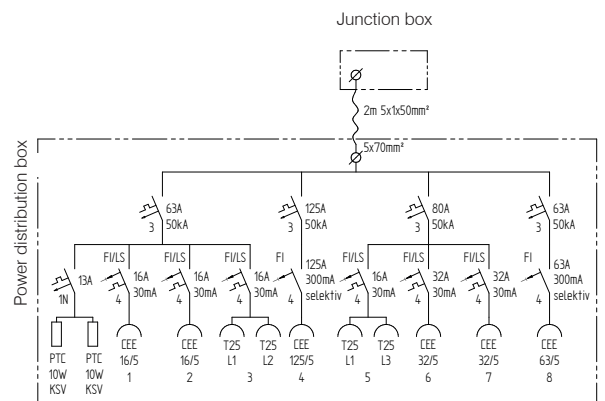 Junction box
2m 5x1x50mm²
5x70mm²
Power distribution box
63A
50kA
3
125A
50kA
3
80A
50kA
3
63A
50kA
3
13A
1N
FI/LS
16A
30mA
4
FI/LS
16A
30mA
4
FI/LS
16A
30mA
4
FI
125A
300mA
selektiv
4
FI/LS
16A
30mA
4
FI/LS
32A
30mA
4
FI/LS
32A
30mA
4
FI
63A
300mA
selektiv
4
PTC
10W
KSV
PTC
10W
KSV
CEE
16/5
1
CEE
16/5
2
T25
L1
T25
L2
3
CEE
125/5
4
T25
L1
T25
L3
5
CEE
32/5
6
CEE
32/5
7
CEE
63/5
8